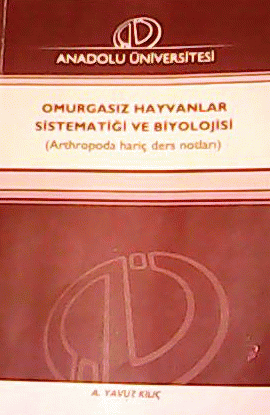 ANADOLU ÜNİVERSİTESİ
OMURGASIZ HAYVANLAR
SİSTEMATİĞİ VE BİYOLOJİSİ
(Arthropoda hariç ders notları)
A. YAVUZ KILIÇ